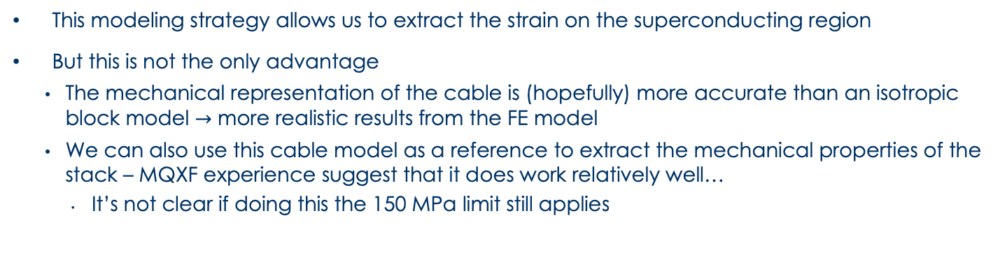 • This modeling strategy allows us to extract the strain on the superconducting region
• But this is not the only advantage
• The mechanical representation of the cable is (hopefully) more accurate than an isotropic
block model → more realistic results from the FE model
• We can also use this cable model as a reference to extract the mechanical properties of the
stack – MQXF experience suggest that it does work relatively well…
• It’s not clear if doing this the 150 MPa limit still applies